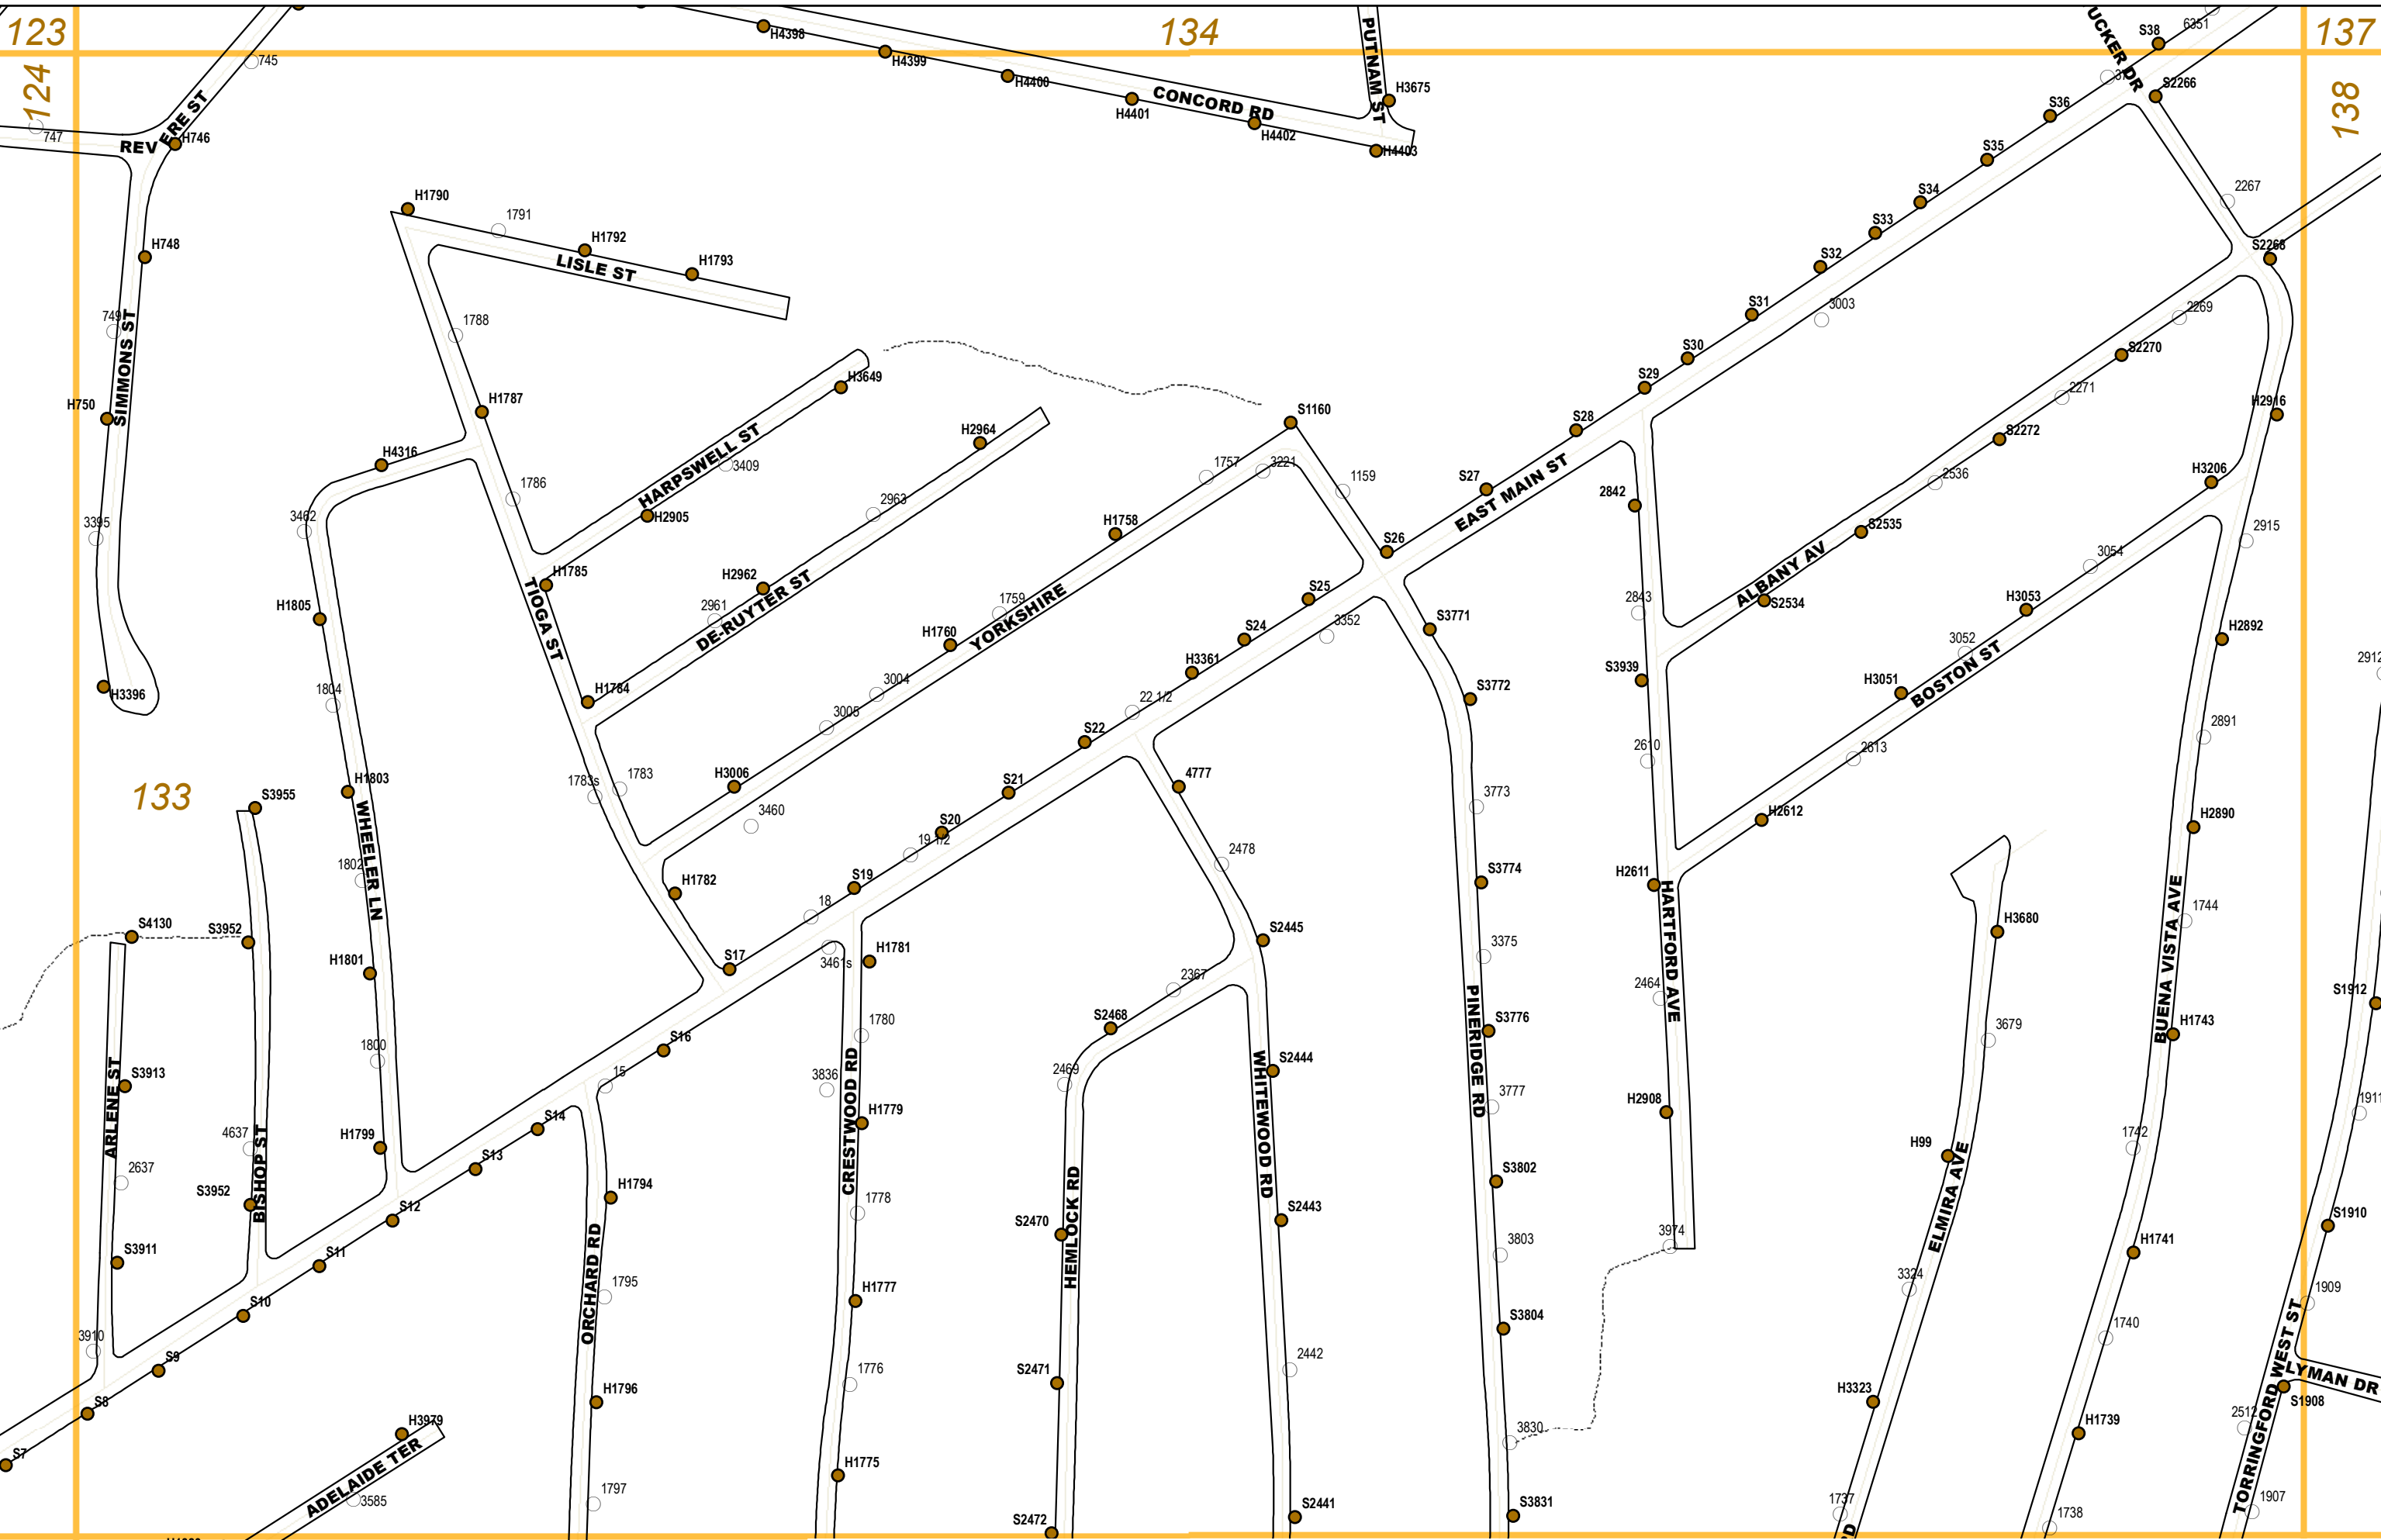 123
134
137
124
138
133
745
747
REVERE ST
H746
H748
749
SIMMONS ST
H750
3395
H3396
H4398
H4399
H4400
H4401
CONCORD RD
H4402
H4403
PUTNAM ST
H3675
UCKER DR
S38
6351
S2266
S36
S35
S34
S33
S32
S31
S30
S29
S28
S27
S26
EAST MAIN ST
3003
2267
S2268
2269
S2270
2271
S2272
2536
S2535
ALBANY AV
S2534
H2916
H3206
2915
3054
H3053
3052
H3051
BOSTON ST
2613
H2612
H2892
2891
H2890
1744
BUENA VISTA AVE
H1743
1742
H1741
1740
H1739
1738
H1790
1791
H1792
LISLE ST
H1793
1788
H1787
H4316
1786
3462
H3649
HARPSWELL ST
3409
H2905
H2964
2963
H1785
H2962
2961
DE-RUYTER ST
TIOGA ST
H1784
H1805
1804
H1803
WHEELER LN
1802
H1801
1800
H1799
S1160
1757
3221
1159
H1758
1759
H1760
YORKSHIRE
3004
3005
H3006
3460
1783s
1783
H1782
S25
S24
3352
H3361
22 1/2
S22
S21
S20
19 1/2
S19
18
S17
S16
15
S14
S13
S12
S11
S10
S9
S8
S7
S3771
S3772
3773
S3774
3375
S3776
PINERIDGE RD
3777
S3802
3803
S3804
3830
S3831
4777
2478
S2445
2367
S2468
2469
S2444
WHITEWOOD RD
S2443
2442
S2441
S2470
HEMLOCK RD
S2471
S2472
H1781
3461s
1780
3836
CRESTWOOD RD
H1779
1778
H1777
1776
H1775
H1794
ORCHARD RD
1795
H1796
1797
S3955
S4130
S3952
S3913
ARLENE ST
4637
2637
BISHOP ST
S3952
S3911
3910
H3979
ADELAIDE TER
3585
2842
2843
S3939
2610
H2611
HARTFORD AVE
2464
H2908
3974
H3680
3679
H99
ELMIRA AVE
3324
H3323
1737
2912
S1912
1911
S1910
1909
TORRINGFORD WEST ST
LYMAN DR
S1908
2512
1907